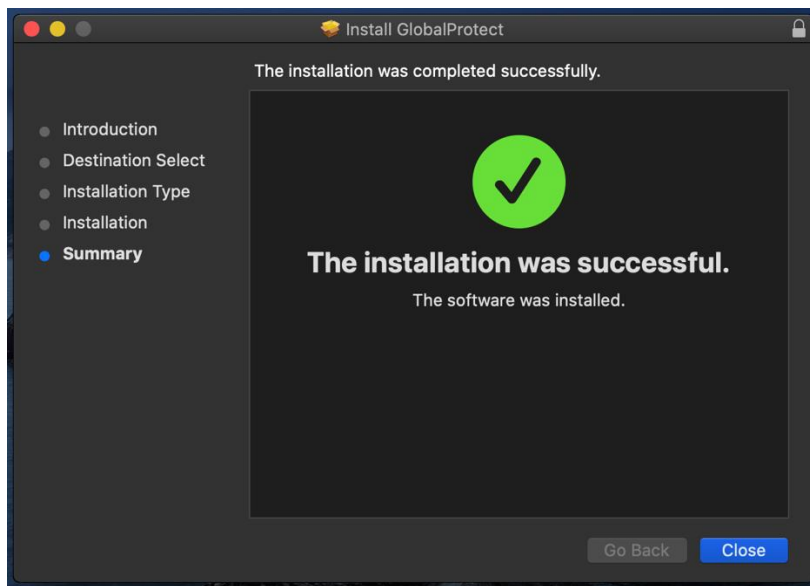 Install GlobalProtect
The installation was completed successfully.
Introduction
Destination Select
Installation Type
Installation
Summary
The installation was successful.
The software was installed.
Go Back
Close